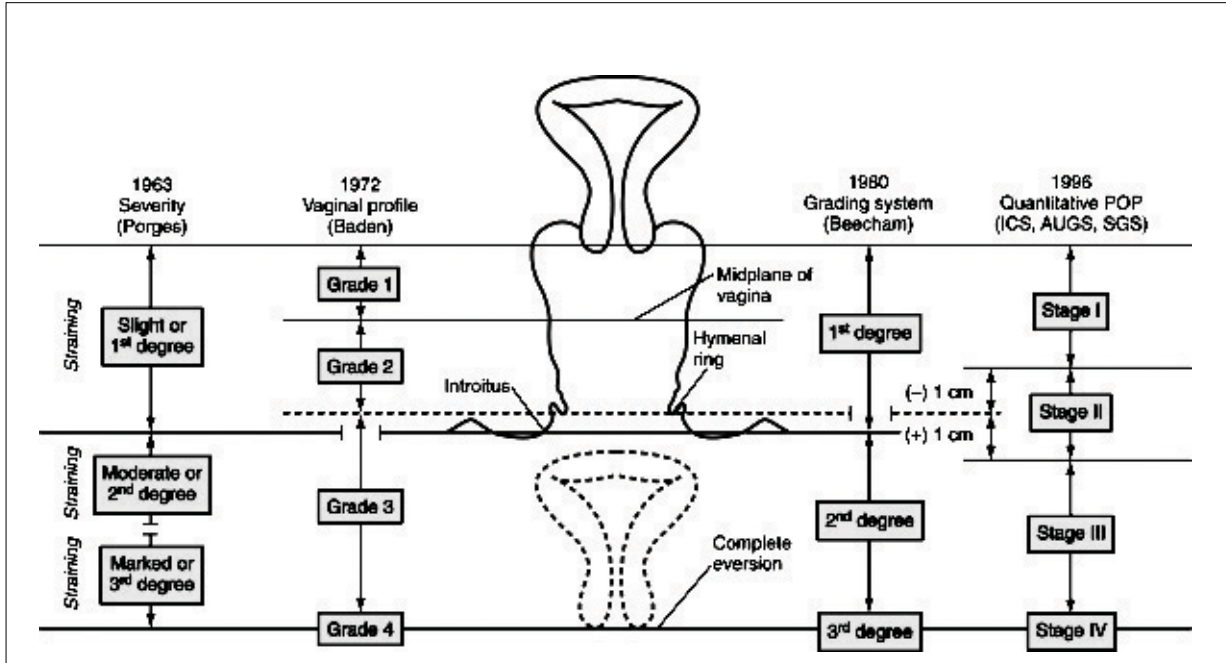 1963
Severity
(Porges)
1972
Vaginal profile
(Baden)
1980
Grading system
(Beecham)
1996
Quantitative POP
(ICS, AUGS, SGS)
Straining
Slight or
1st degree
Grade 1
Grade 2
Midplane of
vagina
Hymenal
ring
Introitus
1st degree
Stage I
(–) 1 cm
Stage II
(+) 1 cm
Straining
Moderate or
2nd degree
Straining
Marked or
3rd degree
Grade 3
Grade 4
Complete
eversion
2nd degree
3rd degree
Stage III
Stage IV